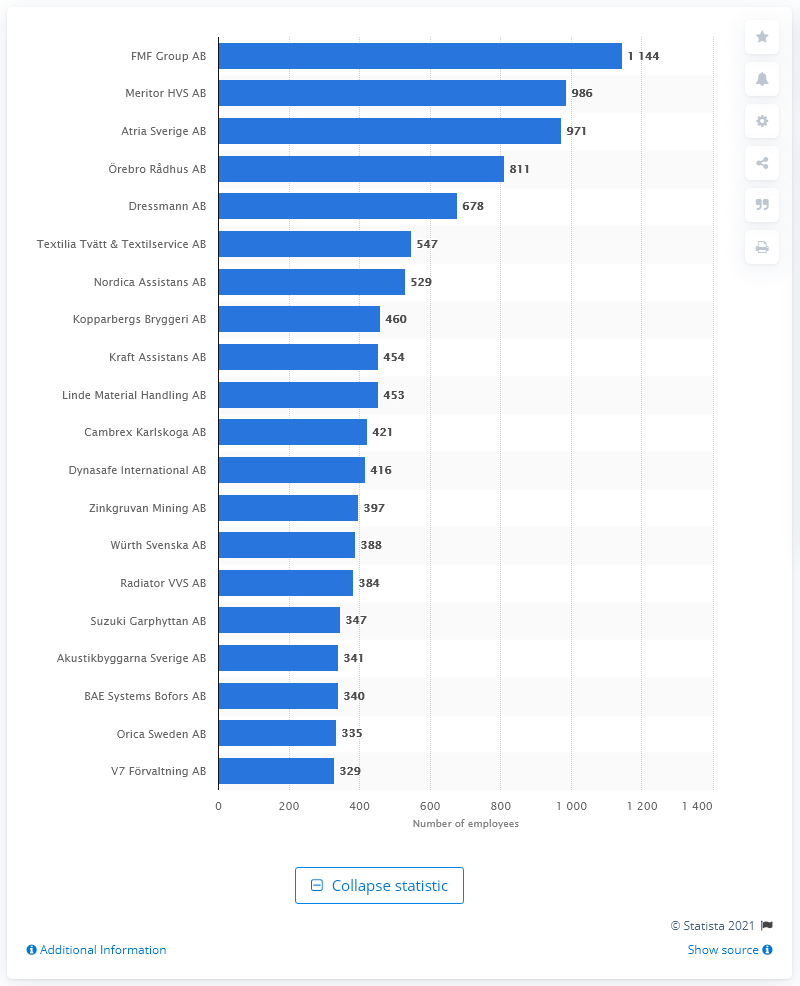 FMF Group AB 1 144
Meritor HVS AB 986
Atria Sverige AB 971
Örebro Rådhus AB 811
Dressmann AB 678
Textilia Tvätt & Textilservice AB 547
Nordica Assistans AB 529
Kopparbergs Bryggeri AB 460
Kraft Assistans AB 454
Linde Material Handling AB 453
Cambrex Karlskoga AB 421
Dynasafe International AB 416
Zinkgruvan Mining AB 397
Würth Svenska AB 388
Radiator VVS AB 384
Suzuki Garphyttan AB 347
Akustikbyggarna Sverige AB 341
BAE Systems Bofors AB 340
Orica Sweden AB 335
V7 Förvaltning AB 329
0 200 400 600 800 1 000 1 200 1 400
Number of employees
Collapse statistic
© Statista 2021
Additional Information Show source